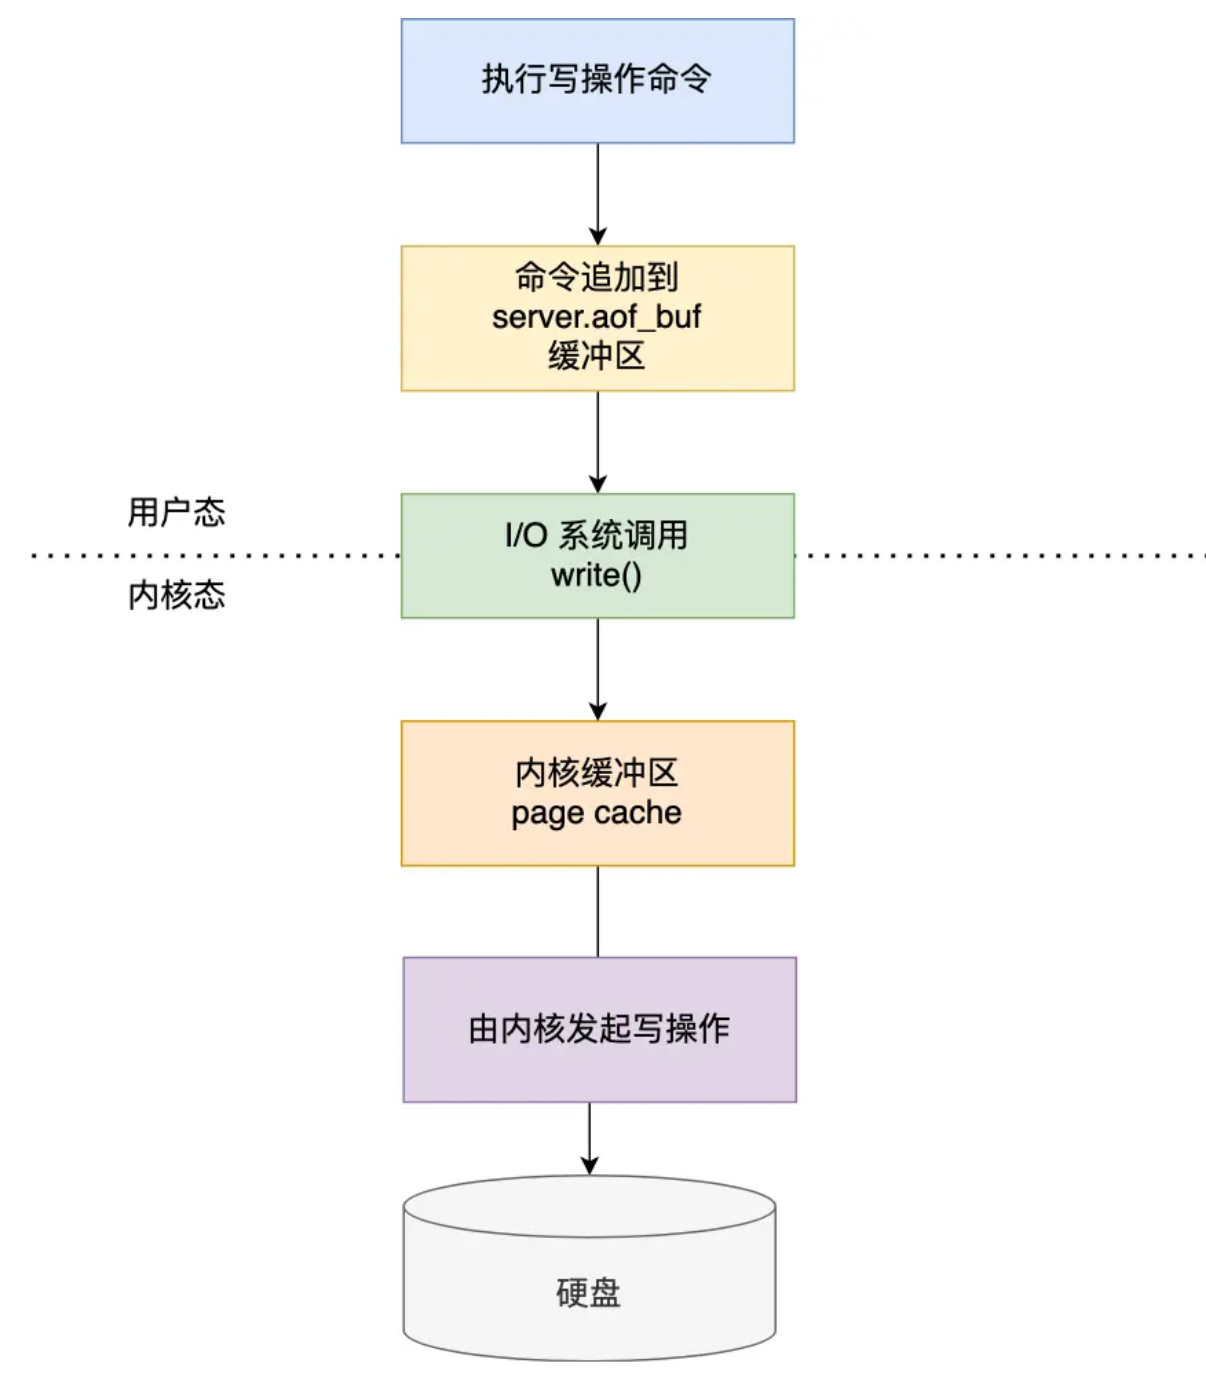 执行写操作命令
命令追加到
server.aof_buf
缓冲区
用户态
I/O 系统调用
write()
内核态
内核缓冲区
page cache
由内核发起写操作
硬盘